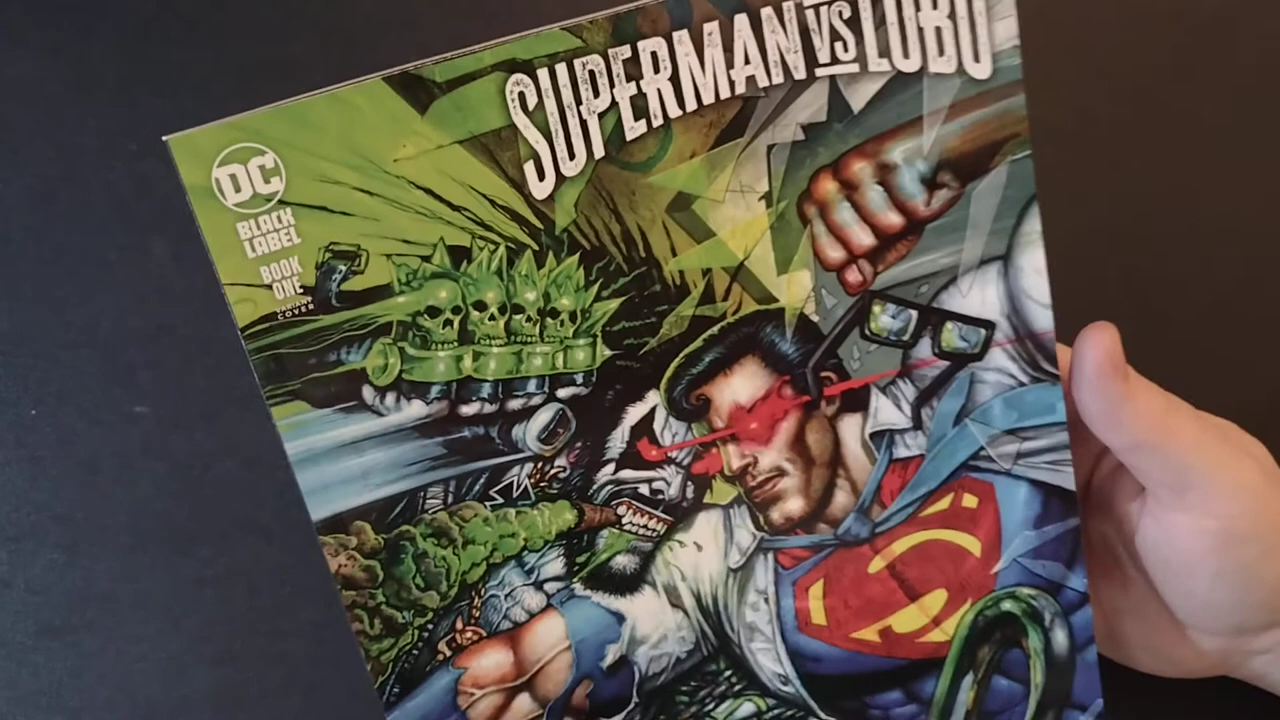 SUPERMAN VS LOBO
DC
BLACK
LABEL
BOOK
ONE
VARIANT
COVER